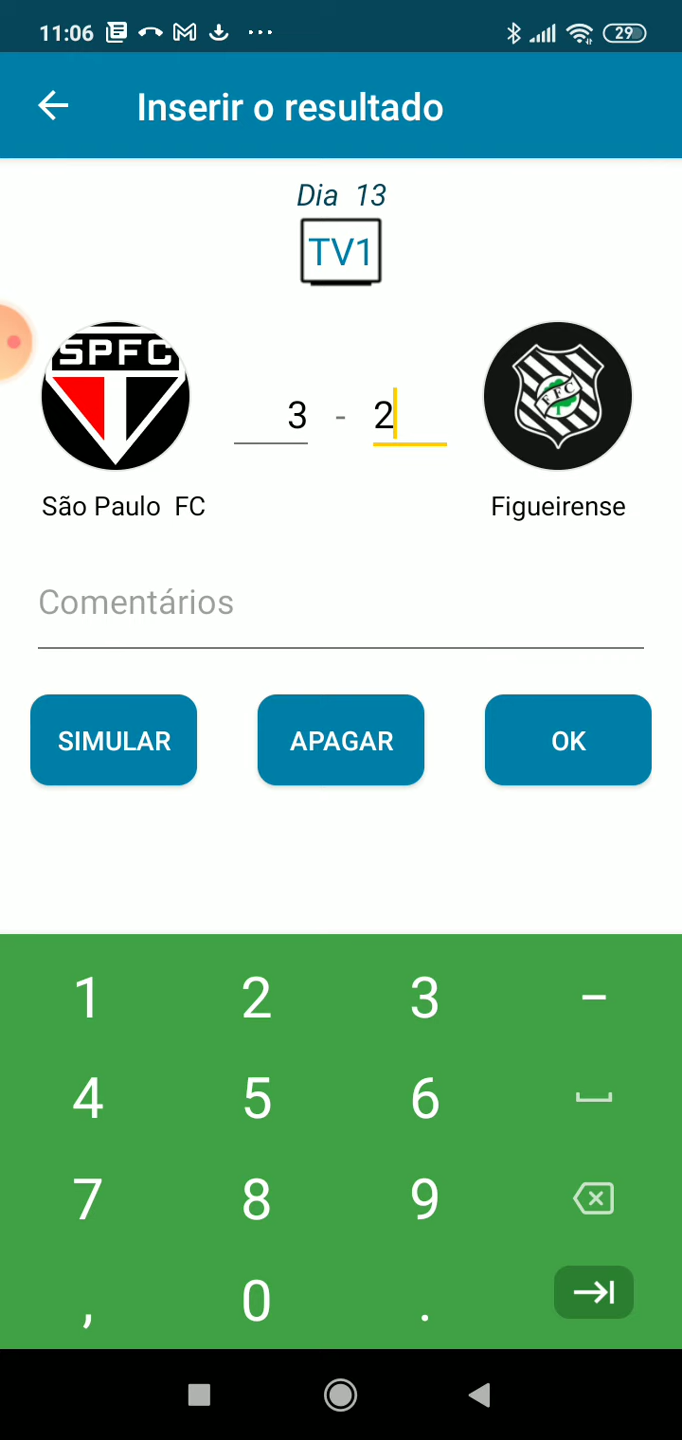 11:06 29
Inserir o resultado
Dia 13
TV1
SPFC
FFC
3 - 2
São Paulo FC Figueirense
Comentários
SIMULAR APAGAR OK
1 2 3 -
4 5 6
7 8 9
, 0 .